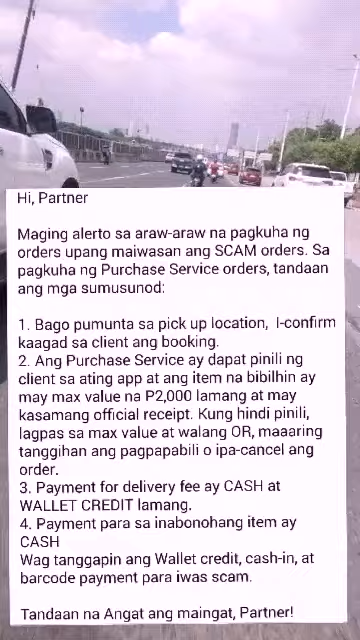 Hi, Partner
Maging alerto sa araw-araw na pagkuha ng
orders upang maiwasan ang SCAM orders. Sa
pagkuha ng Purchase Service orders, tandaan
ang mga sumusunod:
1. Bago pumunta sa pick up location,  I-confirm
kaagad sa client ang booking.
2. Ang Purchase Service ay dapat pinili ng
client sa ating app at ang item na bibilhin ay
may max value na P2,000 lamang at may
kasamang official receipt. Kung hindi pinili,
lagpas sa max value at walang OR, maaaring
tanggihan ang pagpapabili o ipa-cancel ang
order.
3. Payment for delivery fee ay CASH at
WALLET CREDIT lamang.
4. Payment para sa inabonohang item ay
CASH
Wag tanggapin ang Wallet credit, cash-in, at
barcode payment para iwas scam.
Tandaan na Angat ang maingat, Partner!